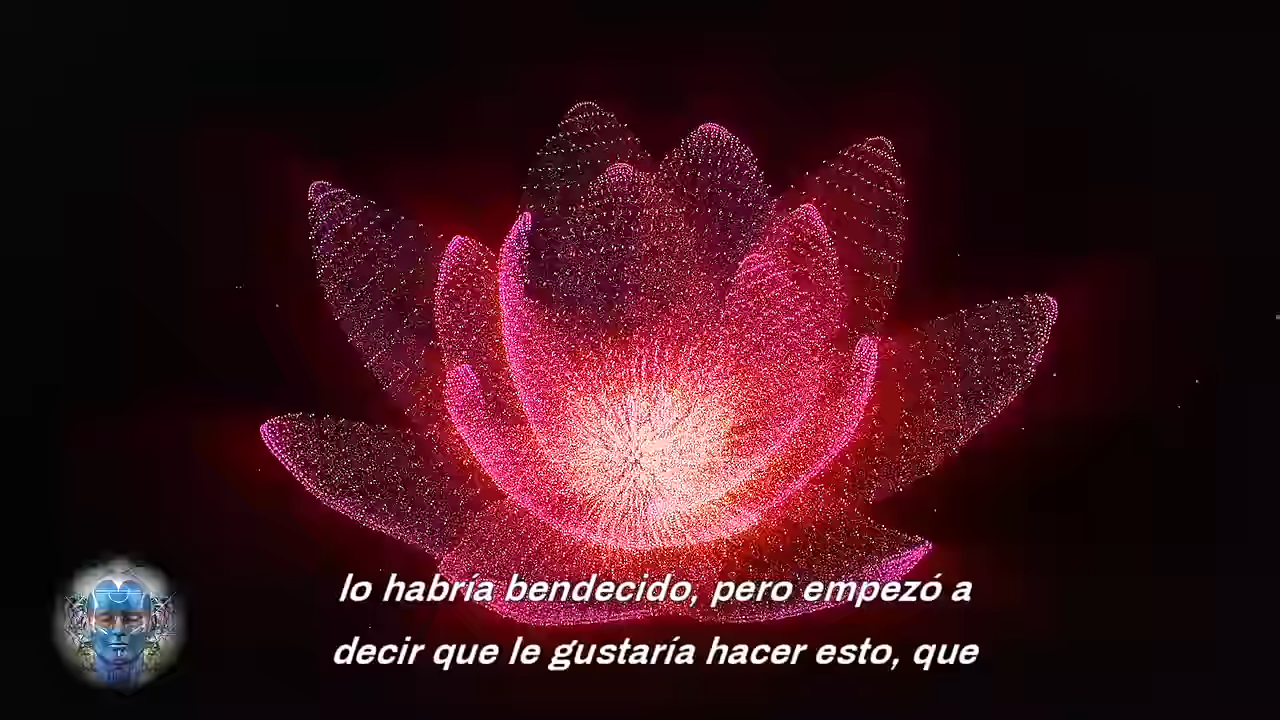 lo habría bendecido, pero empezó a
decir que le gustaría hacer esto, que